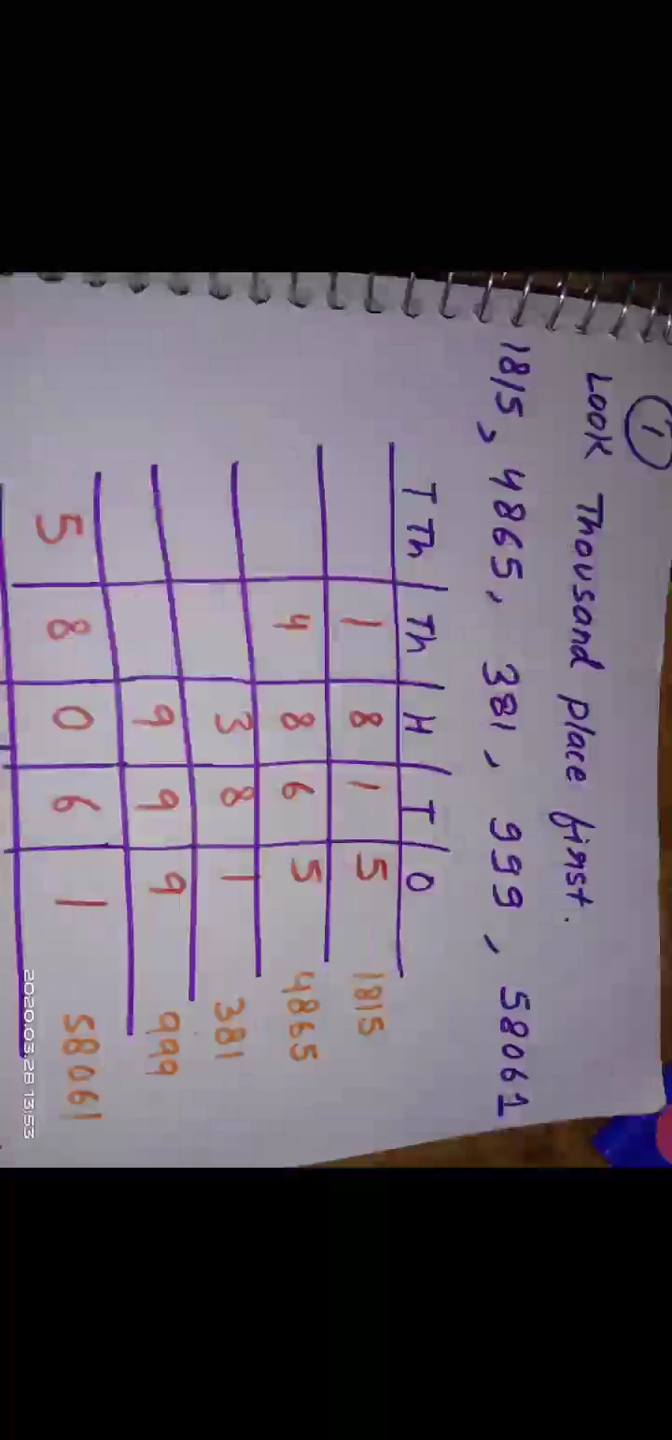 1
Look Thousand place first.
1815, 4865, 381, 999, 58061
T Th Th H T O
1 8 1 5 1815
4 8 6 5 4865
3 8 1 381
9 9 9 999
5 8 0 6 1 58061
2020.03.28 13:53